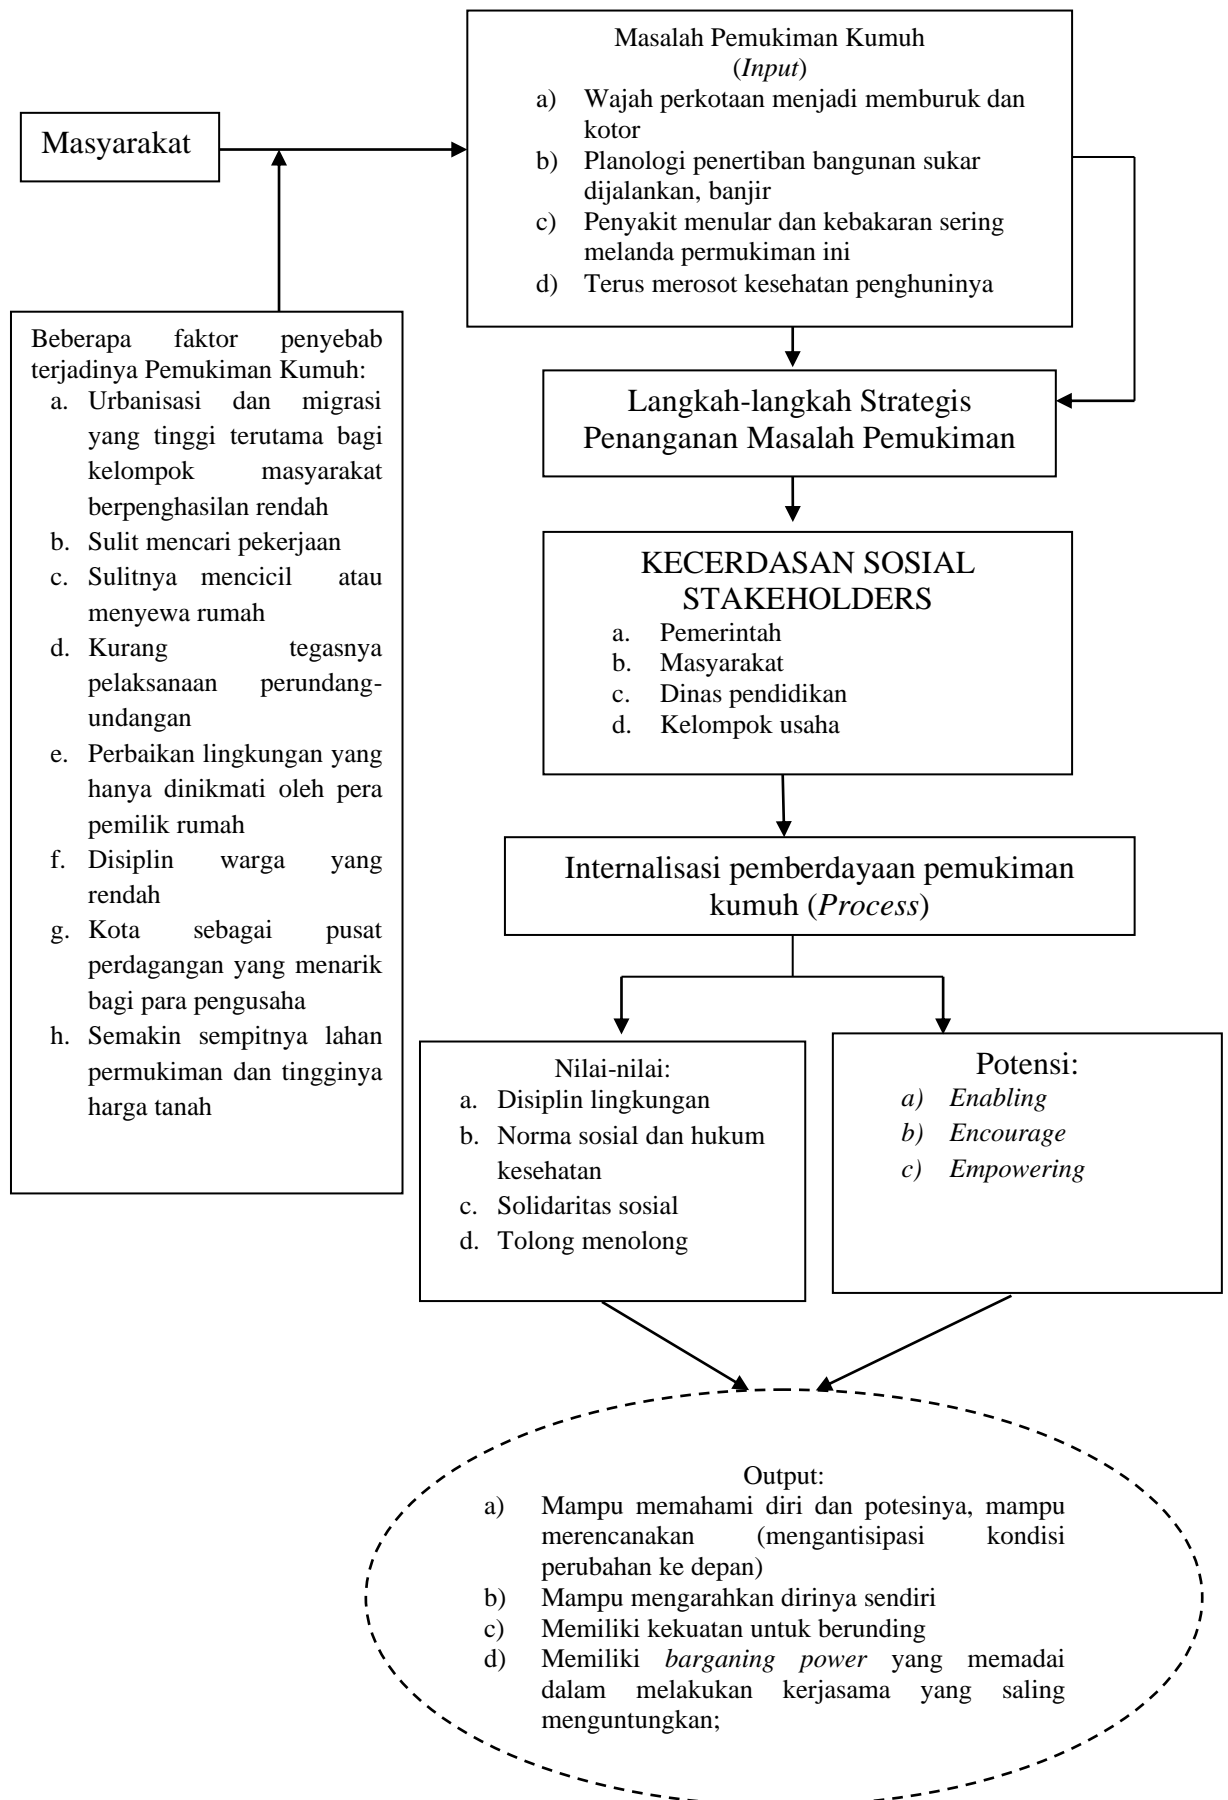 Masalah Pemukiman Kumuh
(Input)
a) Wajah perkotaan menjadi memburuk dan
kotor
b) Planologi penertiban bangunan sukar
dijalankan, banjir
c) Penyakit menular dan kebakaran sering
melanda permukiman ini
d) Terus merosot kesehatan penghuninya
Masyarakat
Beberapa faktor penyebab
terjadinya Pemukiman Kumuh:
a. Urbanisasi dan migrasi
yang tinggi terutama bagi
kelompok masyarakat
berpenghasilan rendah
b. Sulit mencari pekerjaan
c. Sulitnya mencicil atau
menyewa rumah
d. Kurang tegasnya
pelaksanaan perundang-
undangan
e. Perbaikan lingkungan yang
hanya dinikmati oleh pera
pemilik rumah
f. Disiplin warga yang
rendah
g. Kota sebagai pusat
perdagangan yang menarik
bagi para pengusaha
h. Semakin sempitnya lahan
permukiman dan tingginya
harga tanah
Langkah-langkah Strategis
Penanganan Masalah Pemukiman
KECERDASAN SOSIAL
STAKEHOLDERS
a. Pemerintah
b. Masyarakat
c. Dinas pendidikan
d. Kelompok usaha
Internalisasi pemberdayaan pemukiman
kumuh (Process)
Nilai-nilai:
a. Disiplin lingkungan
b. Norma sosial dan hukum
kesehatan
c. Solidaritas sosial
d. Tolong menolong
Potensi:
a) Enabling
b) Encourage
c) Empowering
Output:
a) Mampu memahami diri dan potesinya, mampu
merencanakan (mengantisipasi kondisi
perubahan ke depan)
b) Mampu mengarahkan dirinya sendiri
c) Memiliki kekuatan untuk berunding
d) Memiliki barganing power yang memadai
dalam melakukan kerjasama yang saling
menguntungkan;